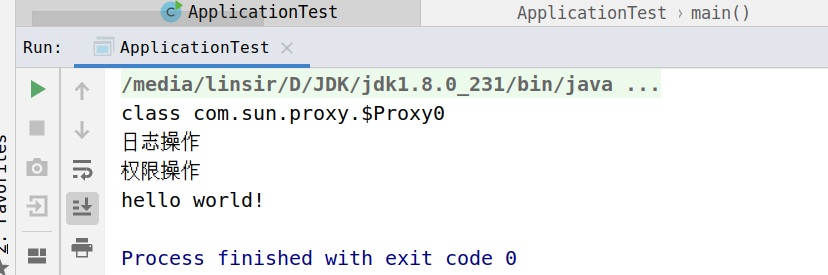 ApplicationTest
ApplicationTest › main()
Run: ApplicationTest ×
/media/linsir/D/JDK/jdk1.8.0_231/bin/java ...
class com.sun.proxy.$Proxy0
日志操作
权限操作
hello world!
Process finished with exit code 0
2: Favorites